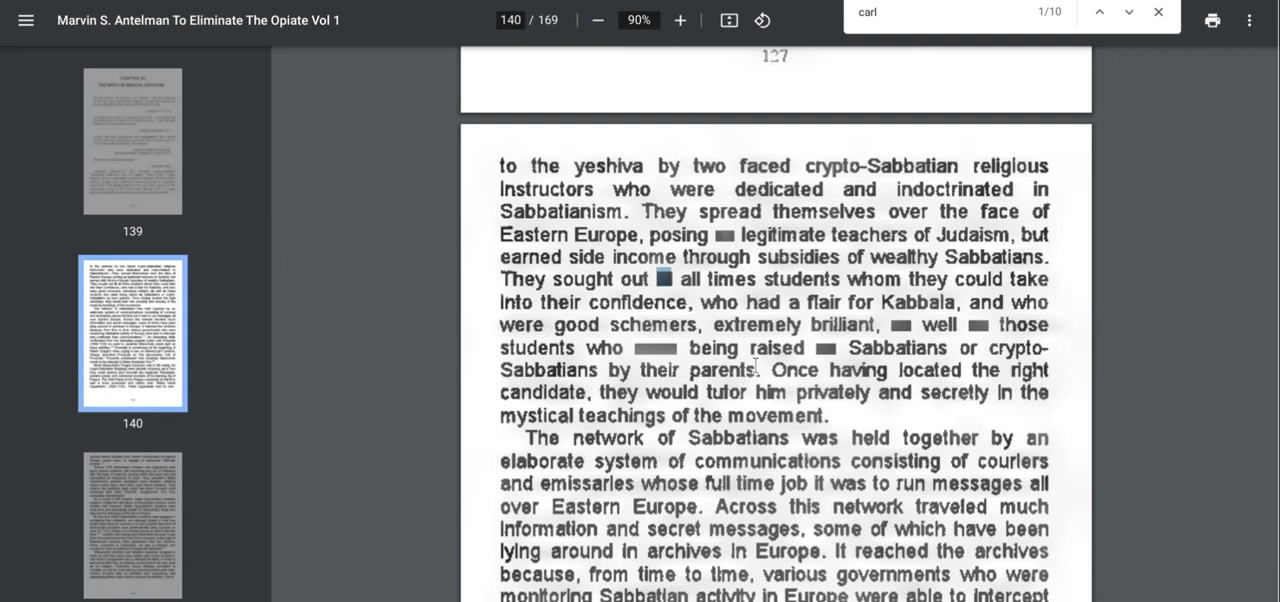 Marvin S. Antelman To Eliminate The Opiate Vol 1
140 / 169
90%
carl
1/10
139
140
127
to the yeshiva by two faced crypto-Sabbatian religious
instructors who were dedicated and indoctrinated in
Sabbatianism. They spread themselves over the face of
Eastern Europe, posing legitimate teachers of Judaism, but
earned side income through subsidies of wealthy Sabbatians.
They sought out all times students whom they could take
into their confidence, who had a flair for Kabbala, and who
were good schemers, extremely brilliant, well those
students who being raised Sabbatians or crypto-
Sabbatians by their parents. Once having located the right
candidate, they would tutor him privately and secretly in the
mystical teachings of the movement.
The network of Sabbatians was held together by an
elaborate system of communications consisting of couriers
and emissaries whose full time job it was to run messages all
over Eastern Europe. Across this network traveled much
information and secret messages, some of which have been
lying around in archives in Europe. It reached the archives
because, from time to time, various governments who were
monitoring Sabbatian activity in Europe were able to intercept